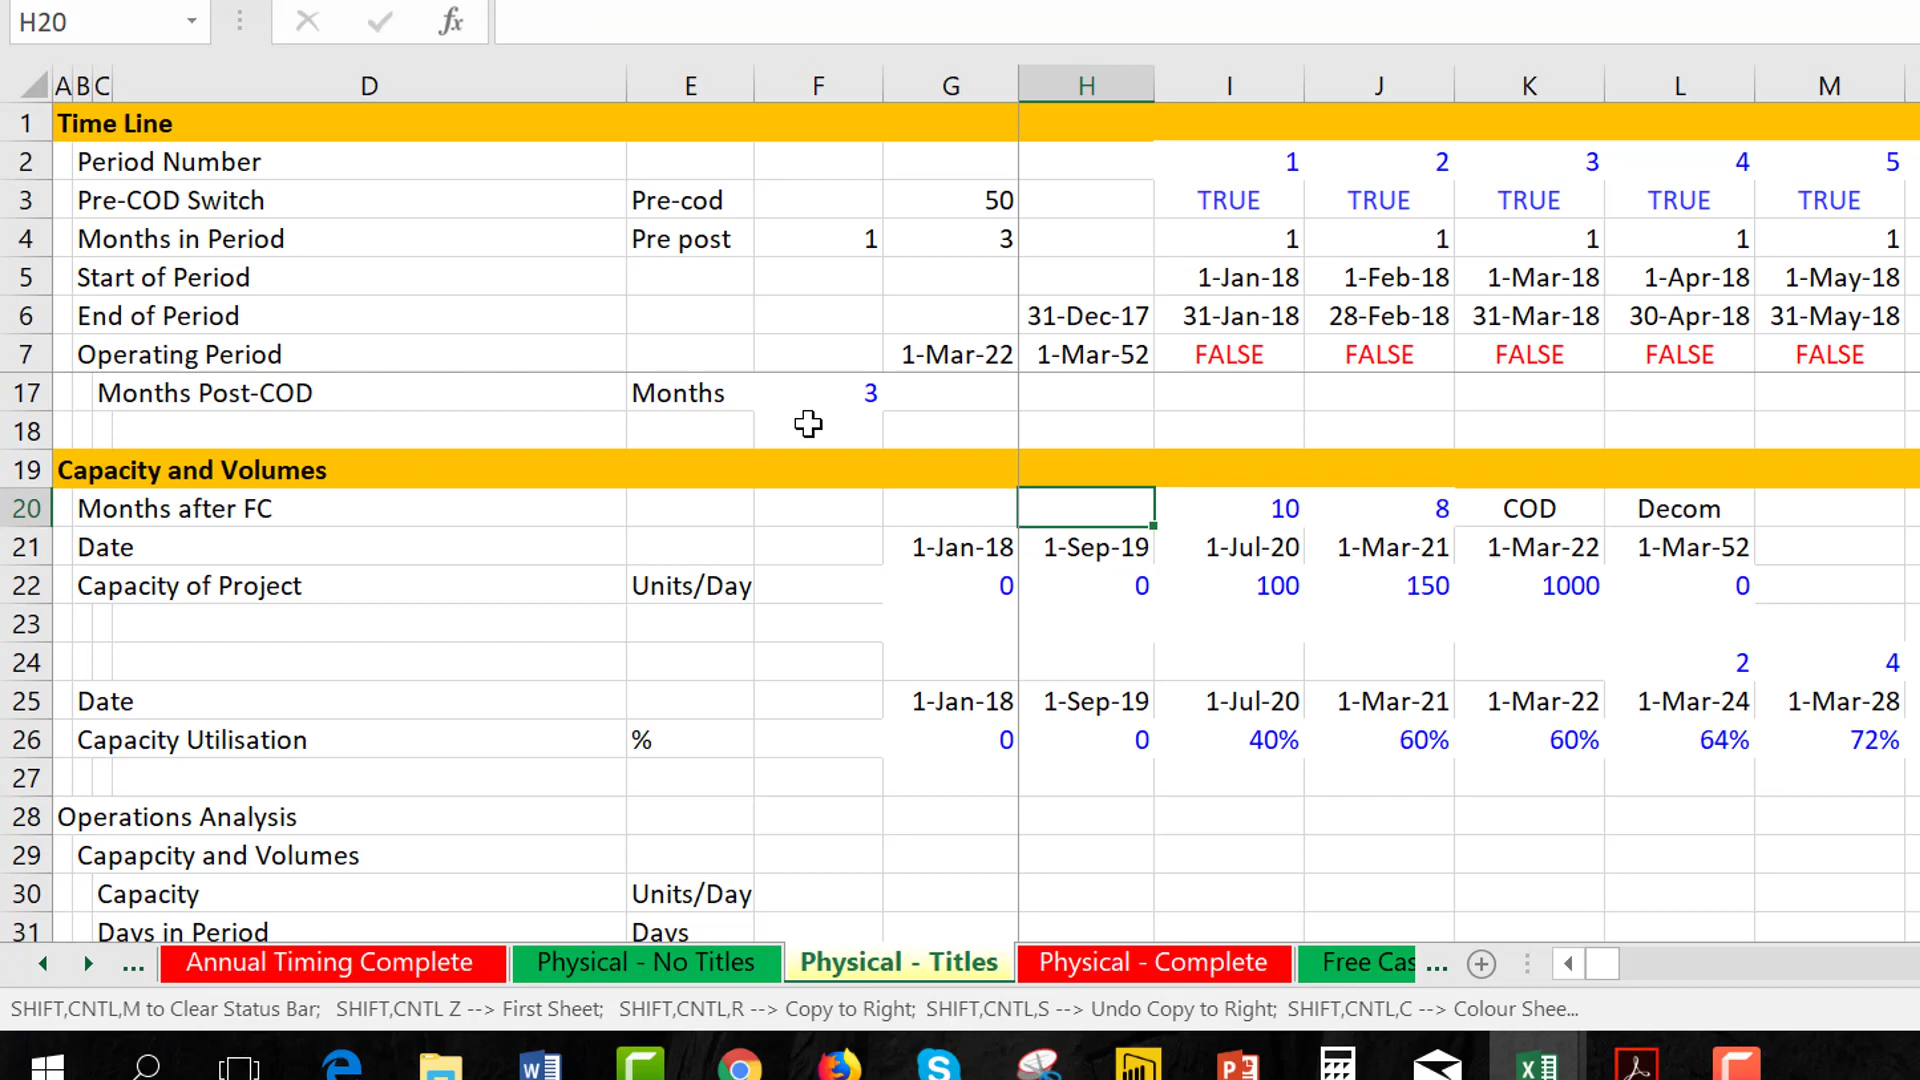 H20 fx
A B C D E F G H I J K L M
1 Time Line
2 Period Number 1 2 3 4 5
3 Pre-COD Switch Pre-cod 50 TRUE TRUE TRUE TRUE TRUE
4 Months in Period Pre post 1 3 1 1 1 1 1
5 Start of Period 1-Jan-18 1-Feb-18 1-Mar-18 1-Apr-18 1-May-18
6 End of Period 31-Dec-17 31-Jan-18 28-Feb-18 31-Mar-18 30-Apr-18 31-May-18
7 Operating Period 1-Mar-22 1-Mar-52 FALSE FALSE FALSE FALSE FALSE
17 Months Post-COD Months 3
18
19 Capacity and Volumes
20 Months after FC 10 8 COD Decom
21 Date 1-Jan-18 1-Sep-19 1-Jul-20 1-Mar-21 1-Mar-22 1-Mar-52
22 Capacity of Project Units/Day 0 0 100 150 1000 0
23
24 2 4
25 Date 1-Jan-18 1-Sep-19 1-Jul-20 1-Mar-21 1-Mar-22 1-Mar-24 1-Mar-28
26 Capacity Utilisation % 0 0 40% 60% 60% 64% 72%
27
28 Operations Analysis
29 Capapcity and Volumes
30 Capacity Units/Day
31 Days in Period Days
... Annual Timing Complete Physical - No Titles Physical - Titles Physical - Complete Free Cas ...
SHIFT,CNTL,M to Clear Status Bar; SHIFT,CNTL Z --> First Sheet; SHIFT,CNTL,R --> Copy to Right; SHIFT,CNTL,S --> Undo Copy to Right; SHIFT,CNTL,C --> Colour Shee...